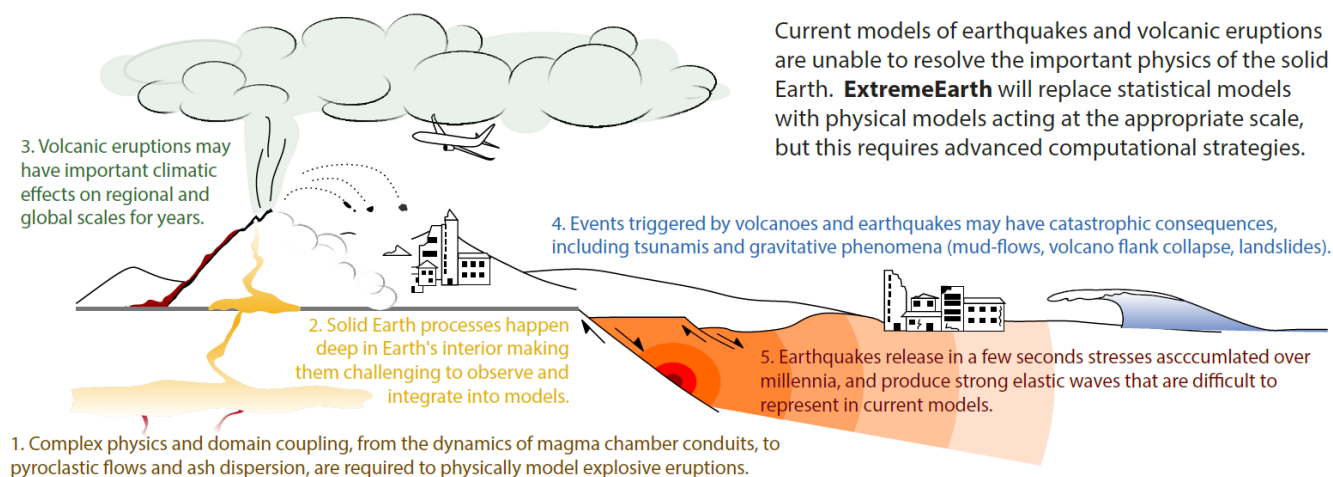 Current models of earthquakes and volcanic eruptions
are unable to resolve the important physics of the solid
Earth. ExtremeEarth will replace statistical models
with physical models acting at the appropriate scale,
but this requires advanced computational strategies.
3. Volcanic eruptions may
have important climatic
effects on regional and
global scales for years.
4. Events triggered by volcanoes and earthquakes may have catastrophic consequences,
including tsunamis and gravitative phenomena (mud-flows, volcano flank collapse, landslides).
2. Solid Earth processes happen
deep in Earth's interior making
them challenging to observe and
integrate into models.
5. Earthquakes release in a few seconds stresses ascccumlated over
millennia, and produce strong elastic waves that are difficult to
represent in current models.
1. Complex physics and domain coupling, from the dynamics of magma chamber conduits, to
pyroclastic flows and ash dispersion, are required to physically model explosive eruptions.